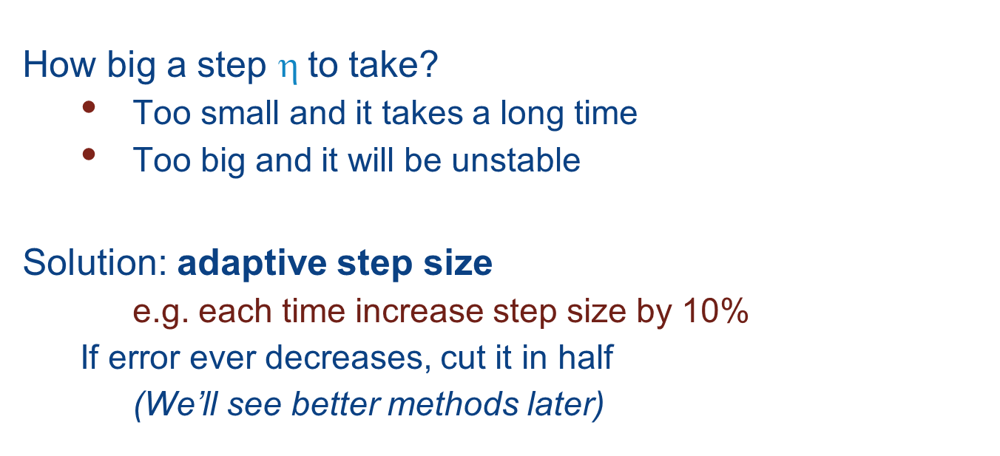 How big a step η to take?
• Too small and it takes a long time
• Too big and it will be unstable
Solution: adaptive step size
e.g. each time increase step size by 10%
If error ever decreases, cut it in half
(We’ll see better methods later)